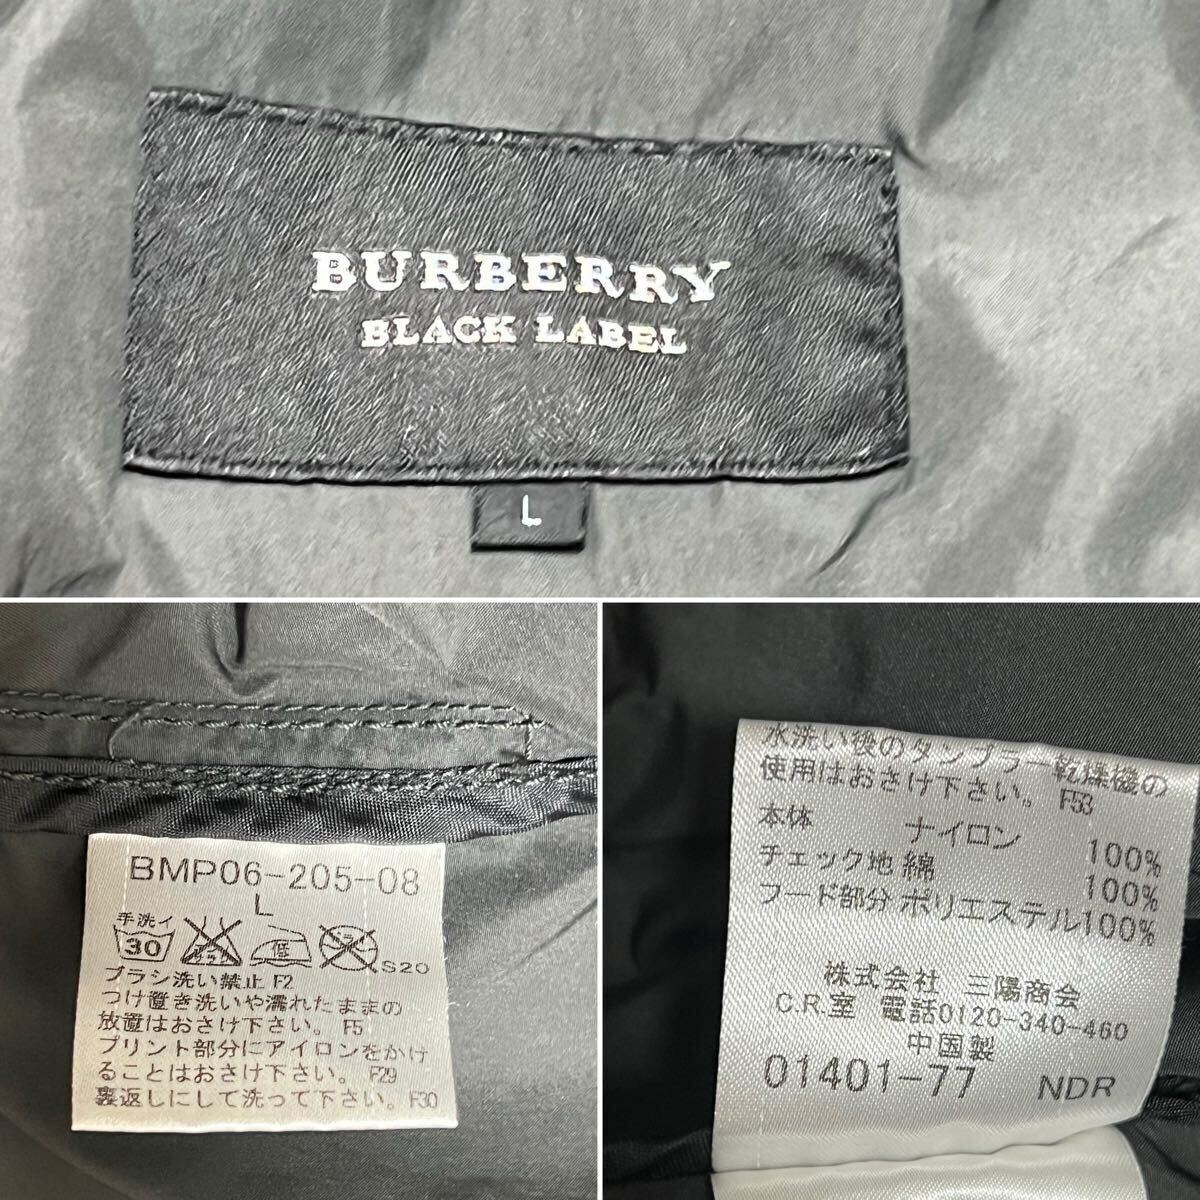 BURBERRY
BLACK LABEL
L
BMP06-205-08
L
手洗イ
30
低
S20
ブラシ洗い禁止 F2
つけ置き洗いや濡れたままの
放置はおさけ下さい。 F5
プリント部分にアイロンをかけ
ることはおさけ下さい。 F29
裏返しにして洗って下さい。F30
水洗い後のタンブラー乾燥機の
使用はおさけ下さい。 F53
本体 ナイロン 100%
チェック地 綿 100%
フード部分 ポリエステル100%
株式会社 三陽商会
C.R.室 電話0120-340-460
中国製
01401-77 NDR